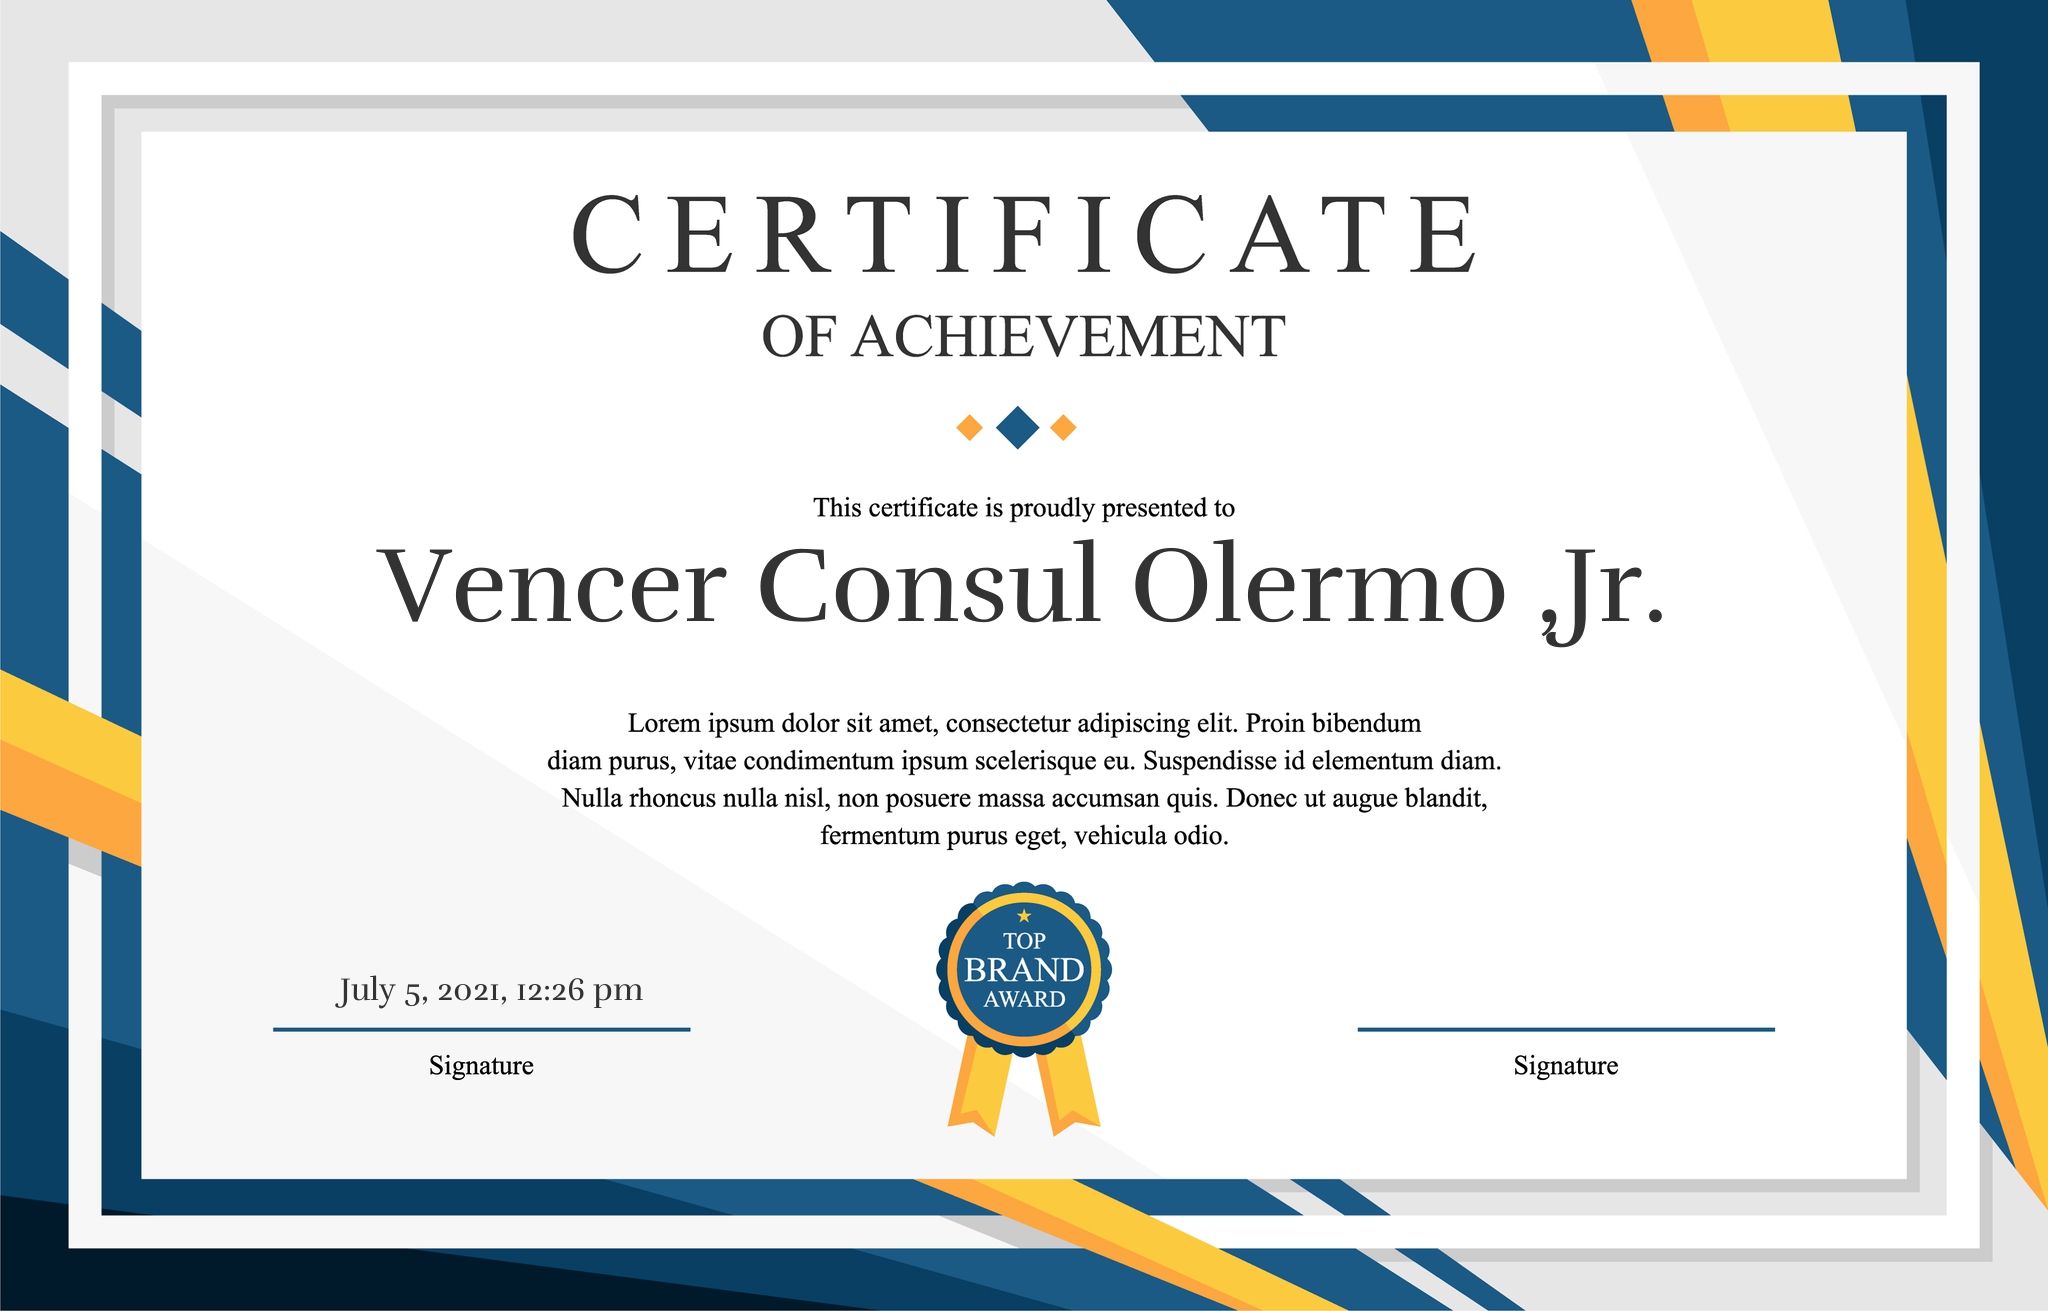 CERTIFICATE
OF ACHIEVEMENT
This certificate is proudly presented to
Vencer Consul Olermo ,Jr.
Lorem ipsum dolor sit amet, consectetur adipiscing elit. Proin bibendum
diam purus, vitae condimentum ipsum scelerisque eu. Suspendisse id elementum diam.
Nulla rhoncus nulla nisl, non posuere massa accumsan quis. Donec ut augue blandit,
fermentum purus eget, vehicula odio.
TOP
BRAND
AWARD
July 5, 2021, 12:26 pm
Signature
Signature